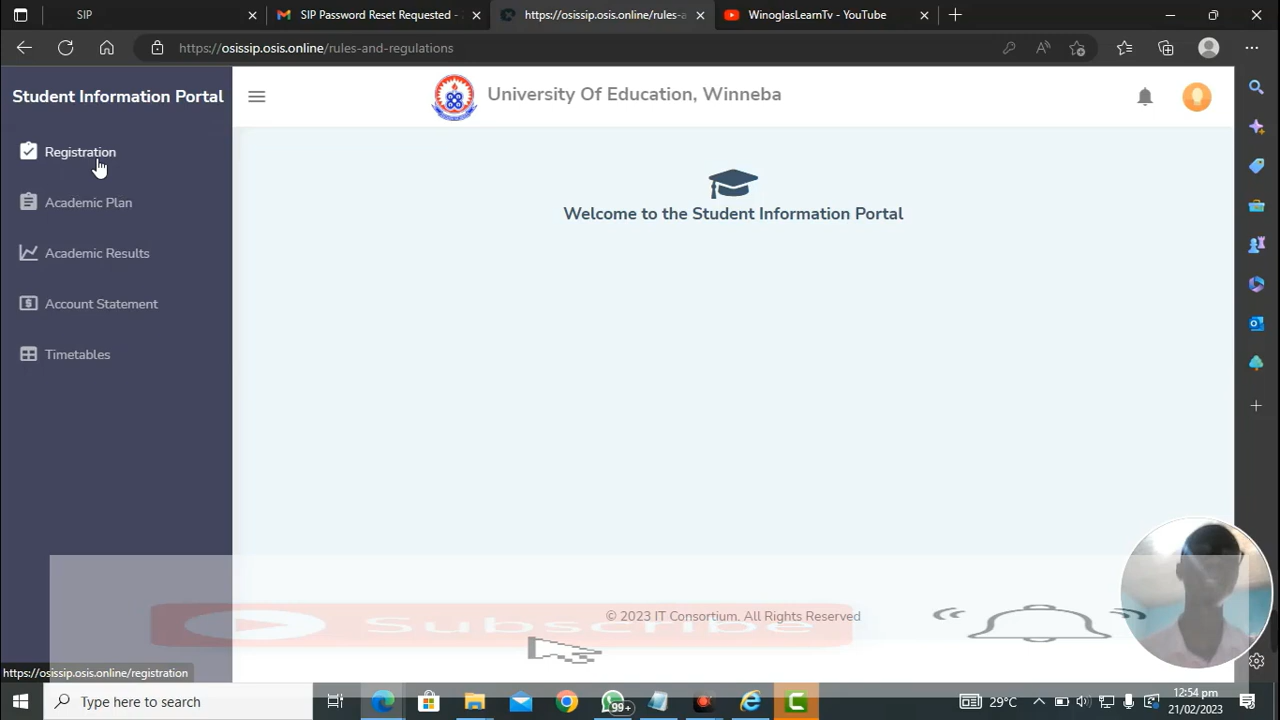 SIP
SIP Password Reset Requested -
https://osissip.osis.online/rules-a
WinoglasLearnTv - YouTube
https://osissip.osis.online/rules-and-regulations
Student Information Portal
University Of Education, Winneba
Registration
Academic Plan
Academic Results
Account Statement
Timetables
Welcome to the Student Information Portal
© 2023 IT Consortium. All Rights Reserved
Subscribe
https://osissip.osis.online/registration
Type here to search
99+
29°C
12:54 pm
21/02/2023